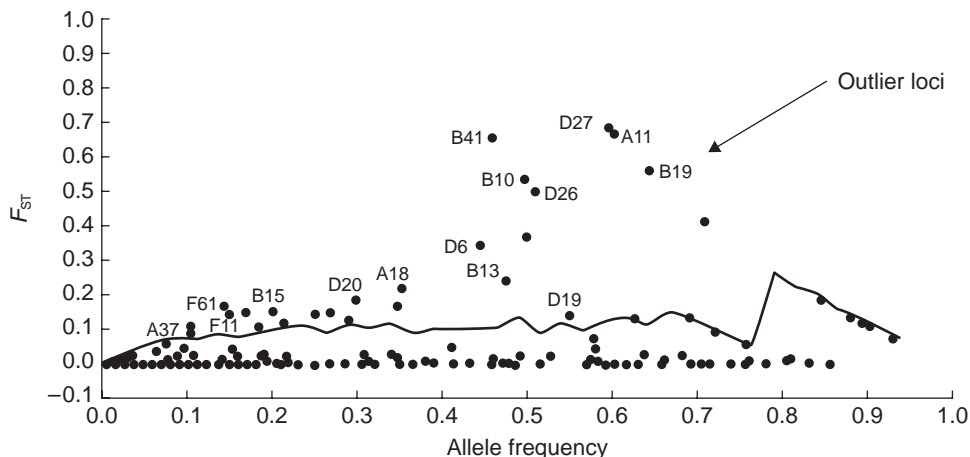 1.0
0.9
0.8
Outlier loci
0.7
D27
A11
B41
0.6
B19
B10
D26
0.5
F_ST
0.4
D6
0.3
B13
A18
D20
0.2
F61
B15
D19
A37
F11
0.1
0.0
–0.1
0.0 0.1 0.2 0.3 0.4 0.5 0.6 0.7 0.8 0.9 1.0
Allele frequency